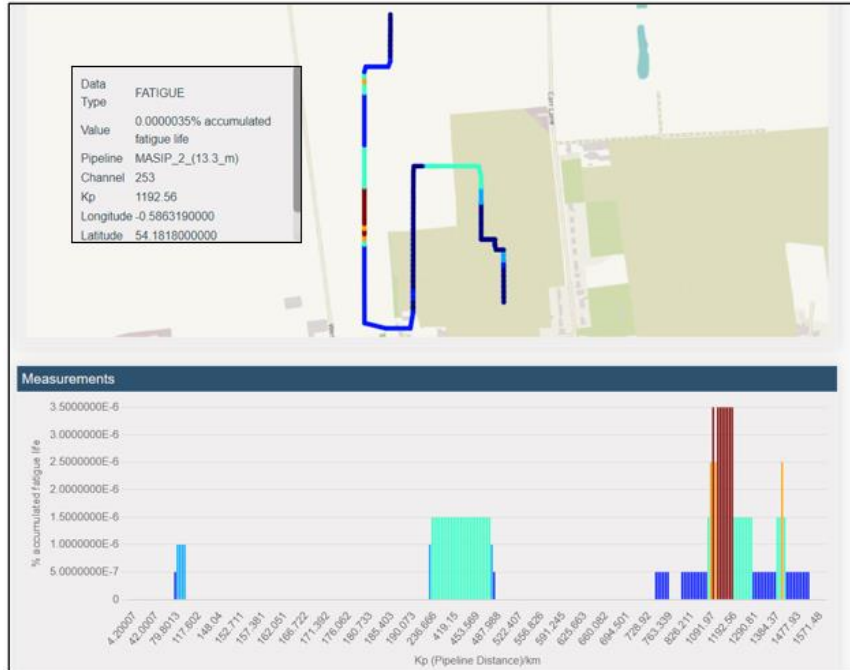 Carr Lane
Data
Type
FATIGUE
Value
0.0000035% accumulated
fatigue life
Pipeline MASIP_2_(13.3_m)
Channel 253
Kp 1192.56
Longitude -0.5863190000
Latitude 54.1818000000
Measurements
% accumulated fatigue life
3.5000000E-6
3.0000000E-6
2.5000000E-6
2.0000000E-6
1.5000000E-6
1.0000000E-6
5.0000000E-7
0
4.20007
42.0007
79.8013
117.602
148.04
152.711
157.381
162.051
166.722
171.392
176.062
180.733
185.403
190.073
236.666
419.15
453.569
487.988
522.407
556.826
591.245
625.663
660.082
694.501
728.92
763.339
826.211
1091.97
1192.56
1290.81
1384.37
1477.93
1571.48
Kp (Pipeline Distance)/km